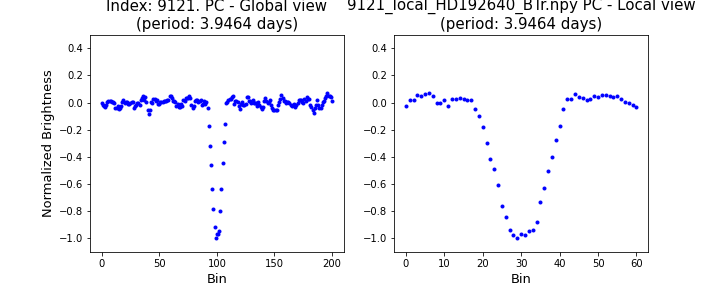 Index: 9121. PC - Global view
(period: 3.9464 days)
9121_local_HD192640_BTr.npy PC - Local view
(period: 3.9464 days)
Normalized Brightness
0.4
0.2
0.0
−0.2
−0.4
−0.6
−0.8
−1.0
0 50 100 150 200
Bin
0.4
0.2
0.0
−0.2
−0.4
−0.6
−0.8
−1.0
0 10 20 30 40 50 60
Bin